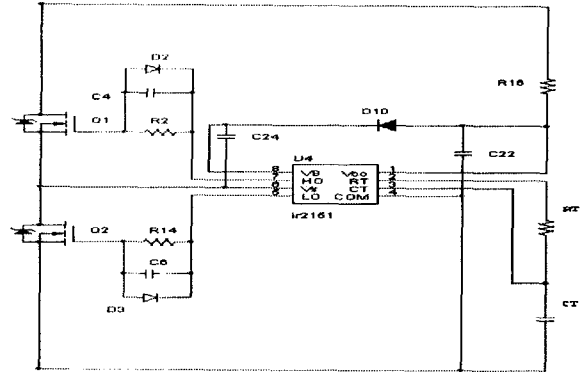 D2
C4
R16
Q1
R2
D10
C24
U4
C22
8 VB Vcc 1
7 HO RT 2
6 Vs CT 3
5 LO COM 4
ir2161
Q2
R14
RT
C6
D3
CT